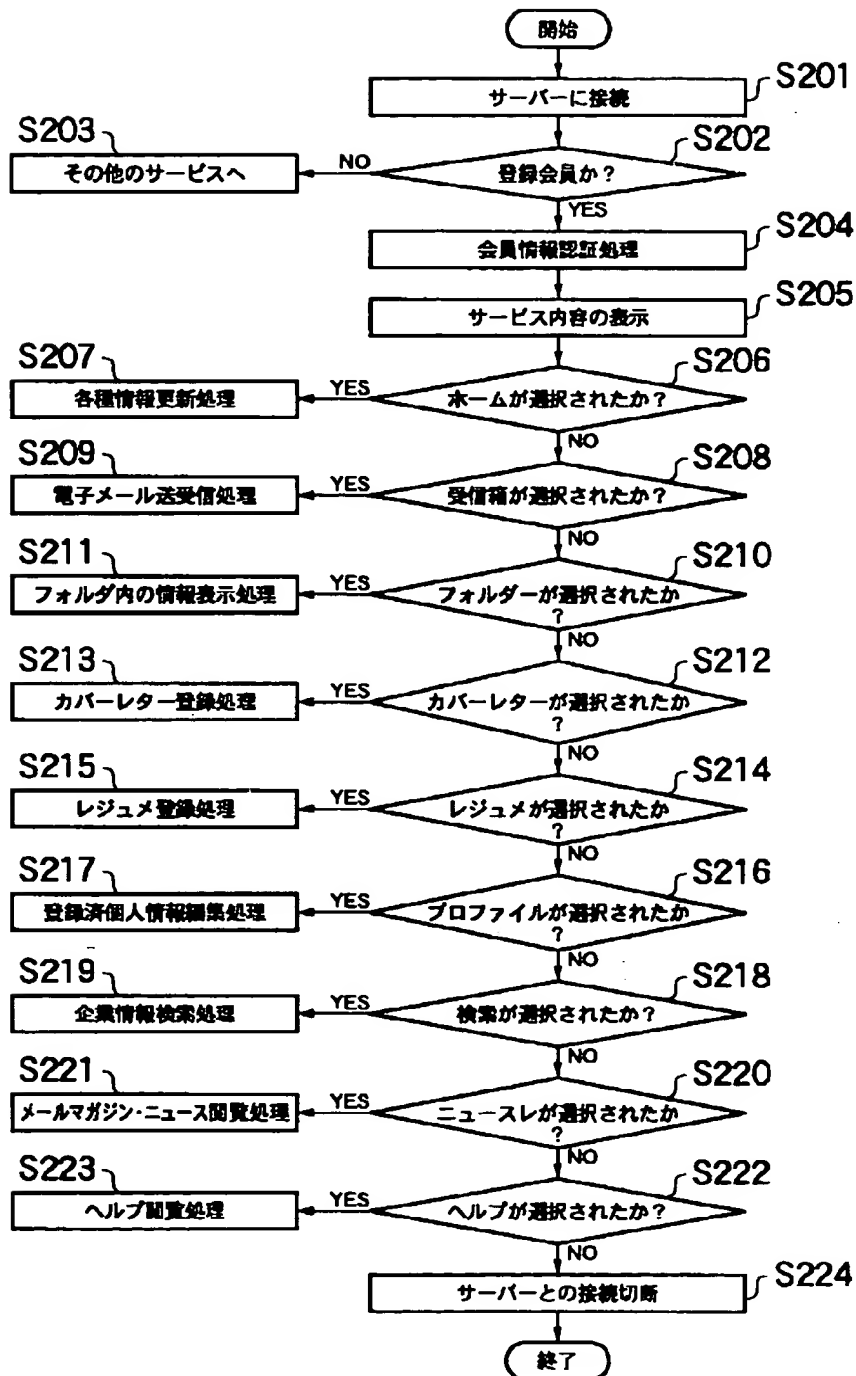 開始
S201
サーバーに接続
S203
S202
その他のサービスへ
NO
登録会員か?
YES
S204
会員情報認証処理
S205
サービス内容の表示
S207
S206
各種情報更新処理
YES
ホームが選択されたか?
NO
S209
S208
電子メール送受信処理
YES
受信箱が選択されたか?
NO
S211
S210
フォルダ内の情報表示処理
YES
フォルダーが選択されたか
?
NO
S213
S212
カバーレター登録処理
YES
カバーレターが選択されたか
?
NO
S215
S214
レジュメ登録処理
YES
レジュメが選択されたか
?
NO
S217
S216
登録済個人情報編集処理
YES
プロファイルが選択されたか
?
NO
S219
S218
企業情報検索処理
YES
検索が選択されたか?
NO
S221
S220
メールマガジン・ニュース閲覧処理
YES
ニュースレが選択されたか
?
NO
S223
S222
ヘルプ閲覧処理
YES
ヘルプが選択されたか?
NO
S224
サーバーとの接続切断
終了